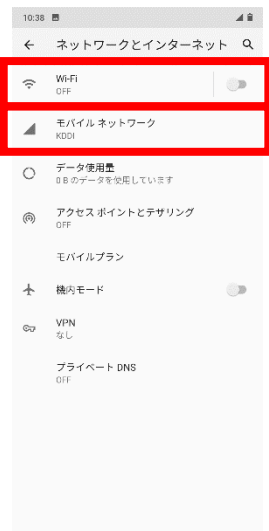 10:38
ネットワークとインターネット
Wi-Fi
OFF
モバイル ネットワーク
KDDI
データ使用量
0 B のデータを使用しています
アクセス ポイントとテザリング
OFF
モバイルプラン
機内モード
VPN
なし
プライベート DNS
OFF